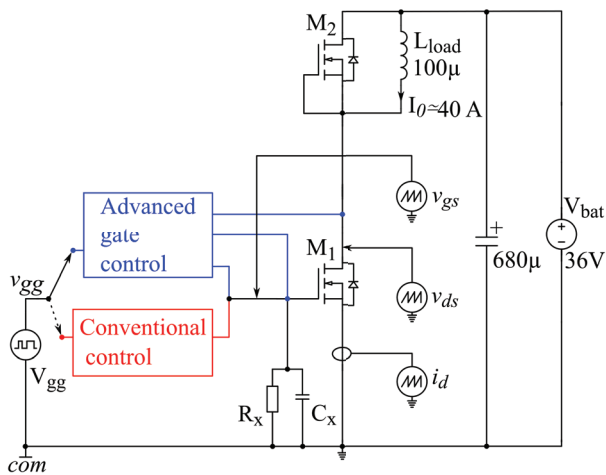 M2
Lload
100µ
I0≈40 A
vgs
Advanced
gate
control
Vbat
+
+
−
M1
vgg
680µ
36V
vds
Conventional
control
Vgg
id
Rx
Cx
com